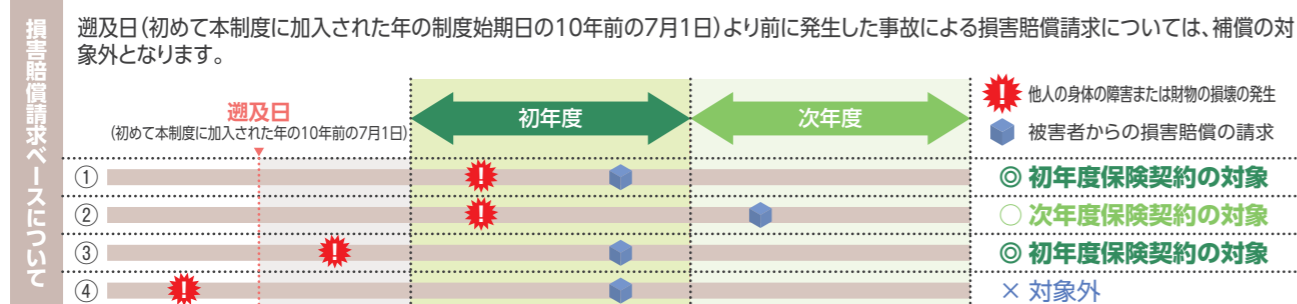 損害賠償請求ベースについて
遡及日（初めて本制度に加入された年の制度始期日の10年前の7月1日）より前に発生した事故による損害賠償請求については、補償の対
象外となります。
遡及日
（初めて本制度に加入された年の10年前の7月1日）
初年度
次年度
! 他人の身体の障害または財物の損壊の発生
被害者からの損害賠償の請求
① ! ◎ 初年度保険契約の対象
② ! ○ 次年度保険契約の対象
③ ! ◎ 初年度保険契約の対象
④ ! × 対象外